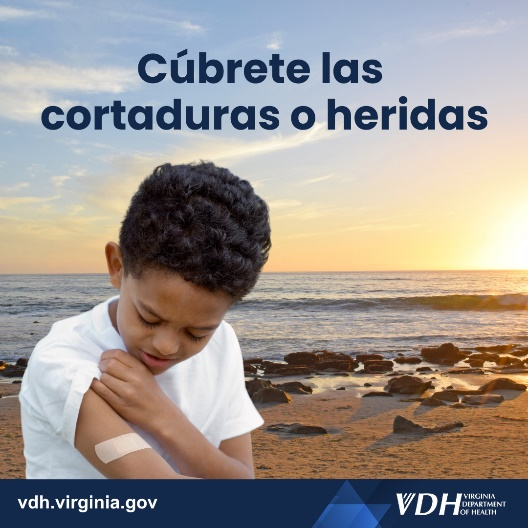 Cúbrete las
cortaduras o heridas
vdh.virginia.gov
VDH VIRGINIA
DEPARTMENT
OF HEALTH